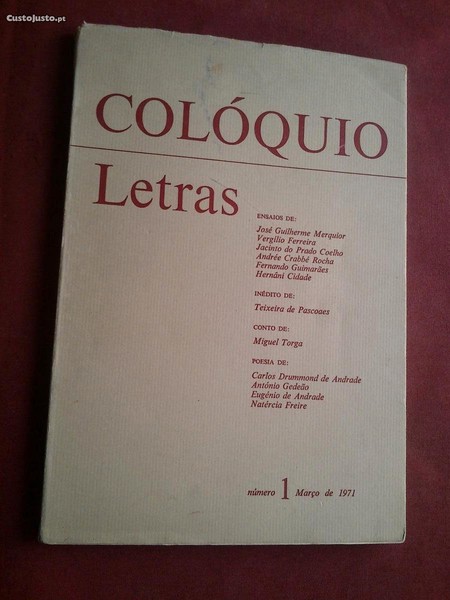 CustoJusto.pt
COLÓQUIO
Letras
ENSAIOS DE:
José Guilherme Merquior
Vergílio Ferreira
Jacinto do Prado Coelho
Andrée Crabbé Rocha
Fernando Guimarães
Hernâni Cidade
INÉDITO DE:
Teixeira de Pascoaes
CONTO DE:
Miguel Torga
POESIA DE:
Carlos Drummond de Andrade
António Gedeão
Eugénio de Andrade
Natércia Freire
número 1 Março de 1971